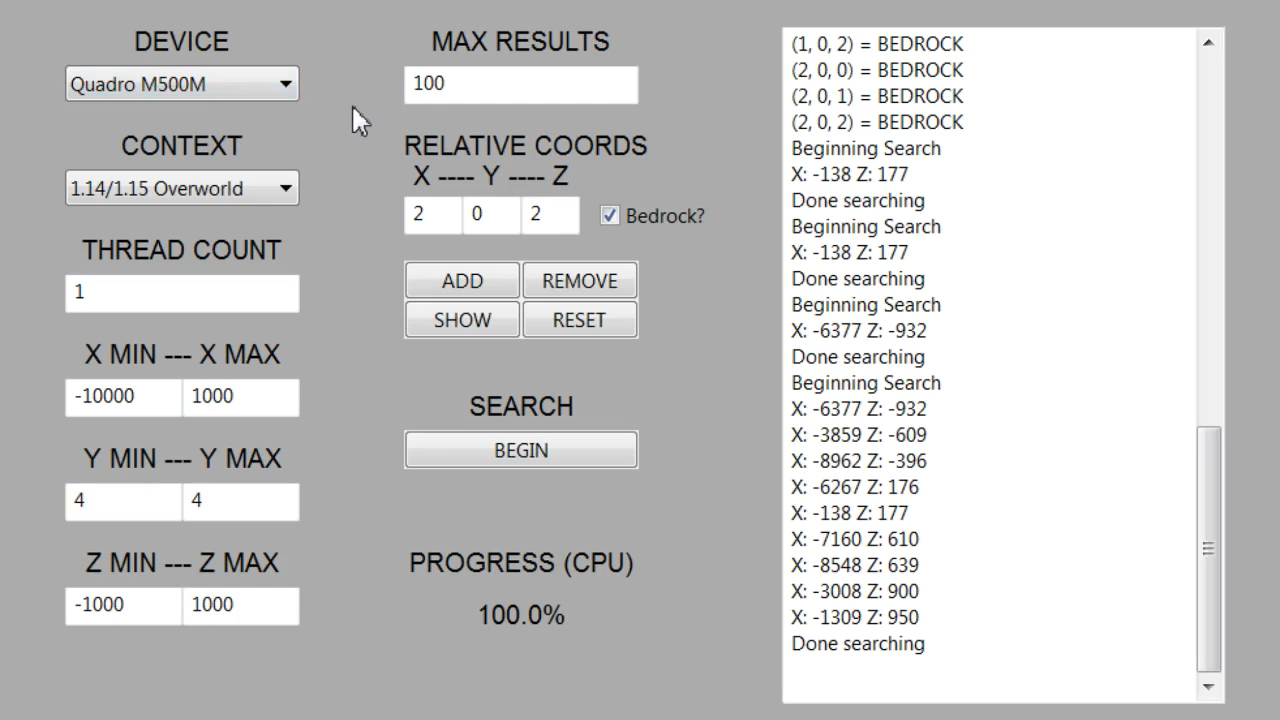 DEVICE
Quadro M500M
CONTEXT
1.14/1.15 Overworld
THREAD COUNT
1
X MIN --- X MAX
-10000 1000
Y MIN --- Y MAX
4 4
Z MIN --- Z MAX
-1000 1000
MAX RESULTS
100
RELATIVE COORDS
X ---- Y ---- Z
2 0 2 Bedrock?
ADD REMOVE
SHOW RESET
SEARCH
BEGIN
PROGRESS (CPU)
100.0%
(1, 0, 2) = BEDROCK
(2, 0, 0) = BEDROCK
(2, 0, 1) = BEDROCK
(2, 0, 2) = BEDROCK
Beginning Search
X: -138 Z: 177
Done searching
Beginning Search
X: -138 Z: 177
Done searching
Beginning Search
X: -6377 Z: -932
Done searching
Beginning Search
X: -6377 Z: -932
X: -3859 Z: -609
X: -8962 Z: -396
X: -6267 Z: 176
X: -138 Z: 177
X: -7160 Z: 610
X: -8548 Z: 639
X: -3008 Z: 900
X: -1309 Z: 950
Done searching